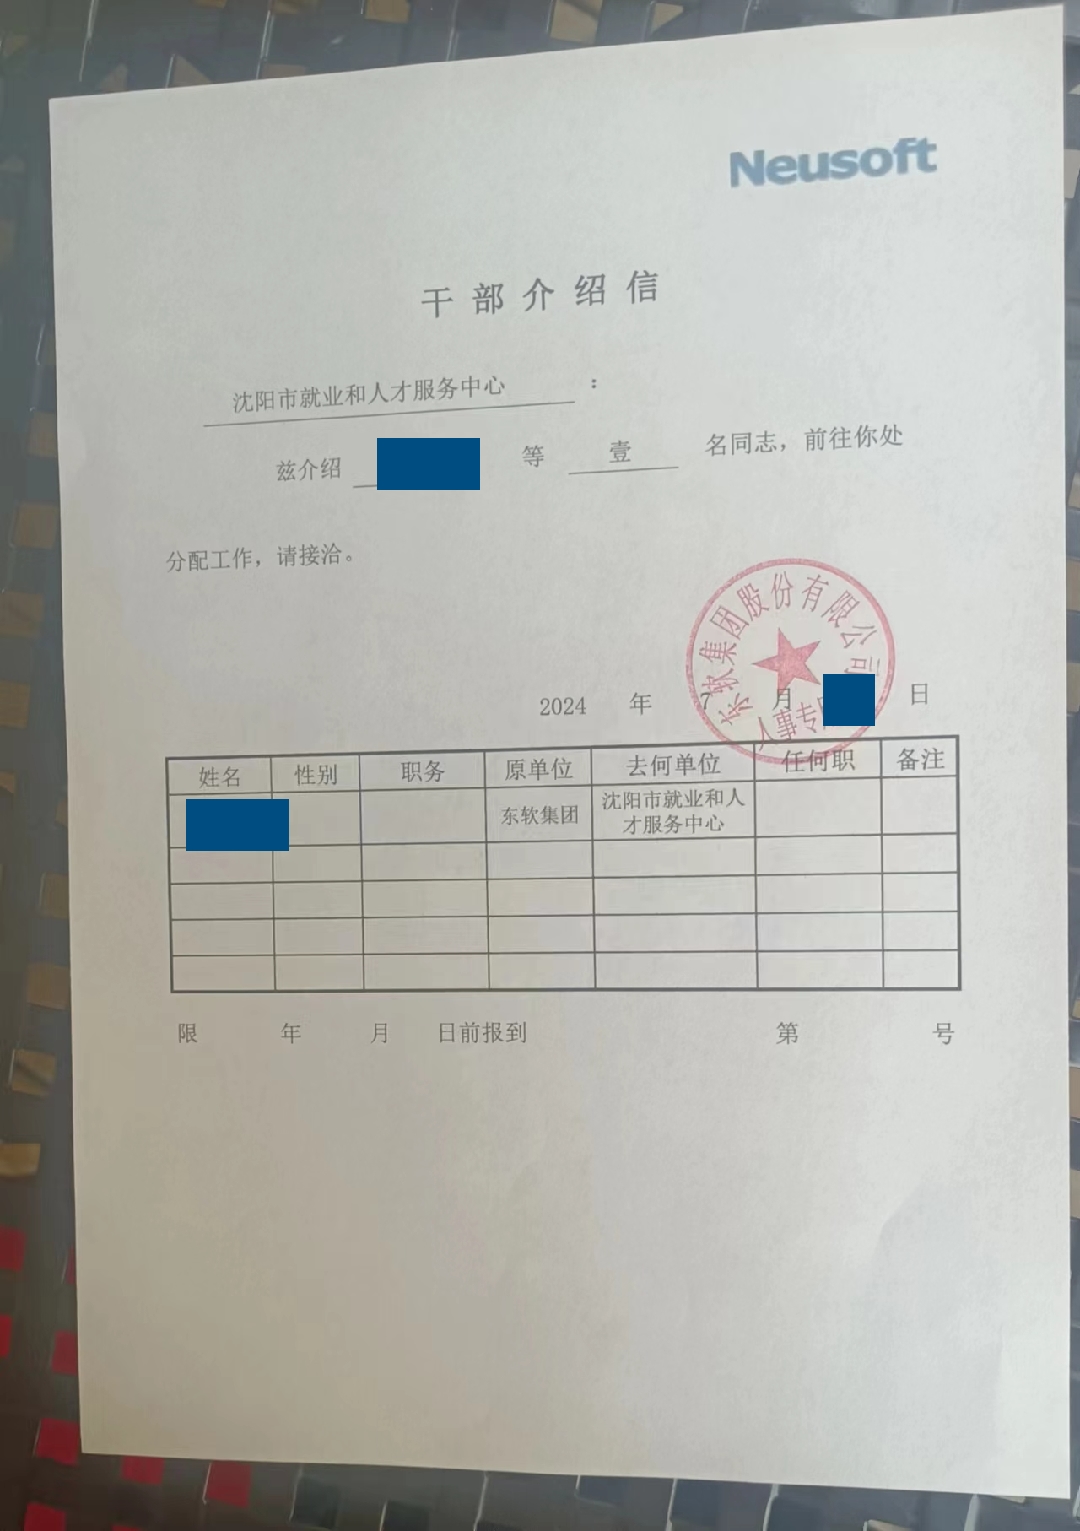 Neusoft
干部介绍信
沈阳市就业和人才服务中心 ：
兹介绍 等 壹 名同志，前往你处
分配工作，请接洽。
东软集团股份有限公司
人事专
2024 年 7 月 日
姓名 性别 职务 原单位 去何单位 任何职 备注
东软集团 沈阳市就业和人
才服务中心
限 年 月 日前报到 第 号